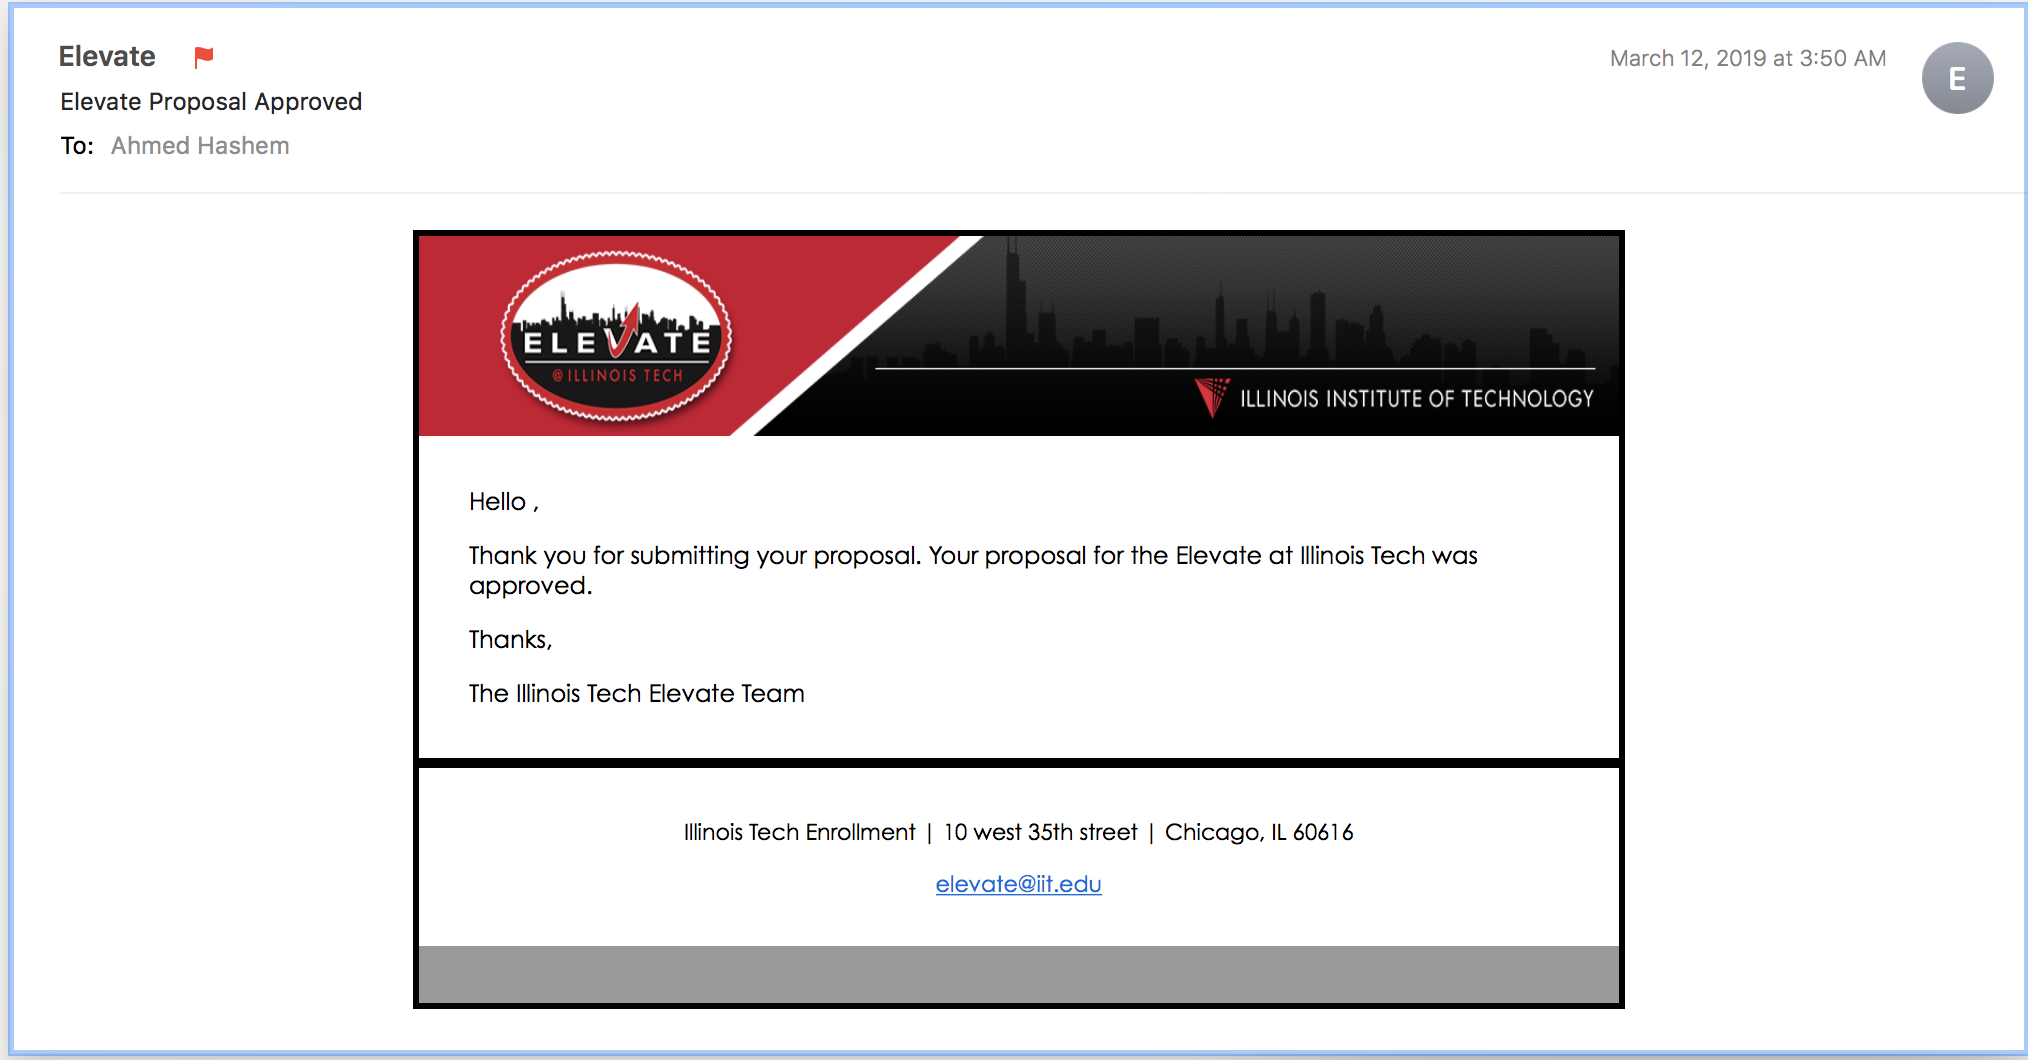 Elevate
March 12, 2019 at 3:50 AM
E
Elevate Proposal Approved
To: Ahmed Hashem
ELEVATE
@ILLINOIS TECH
ILLINOIS INSTITUTE OF TECHNOLOGY
Hello ,
Thank you for submitting your proposal. Your proposal for the Elevate at Illinois Tech was
approved.
Thanks,
The Illinois Tech Elevate Team
Illinois Tech Enrollment | 10 west 35th street | Chicago, IL 60616
elevate@iit.edu